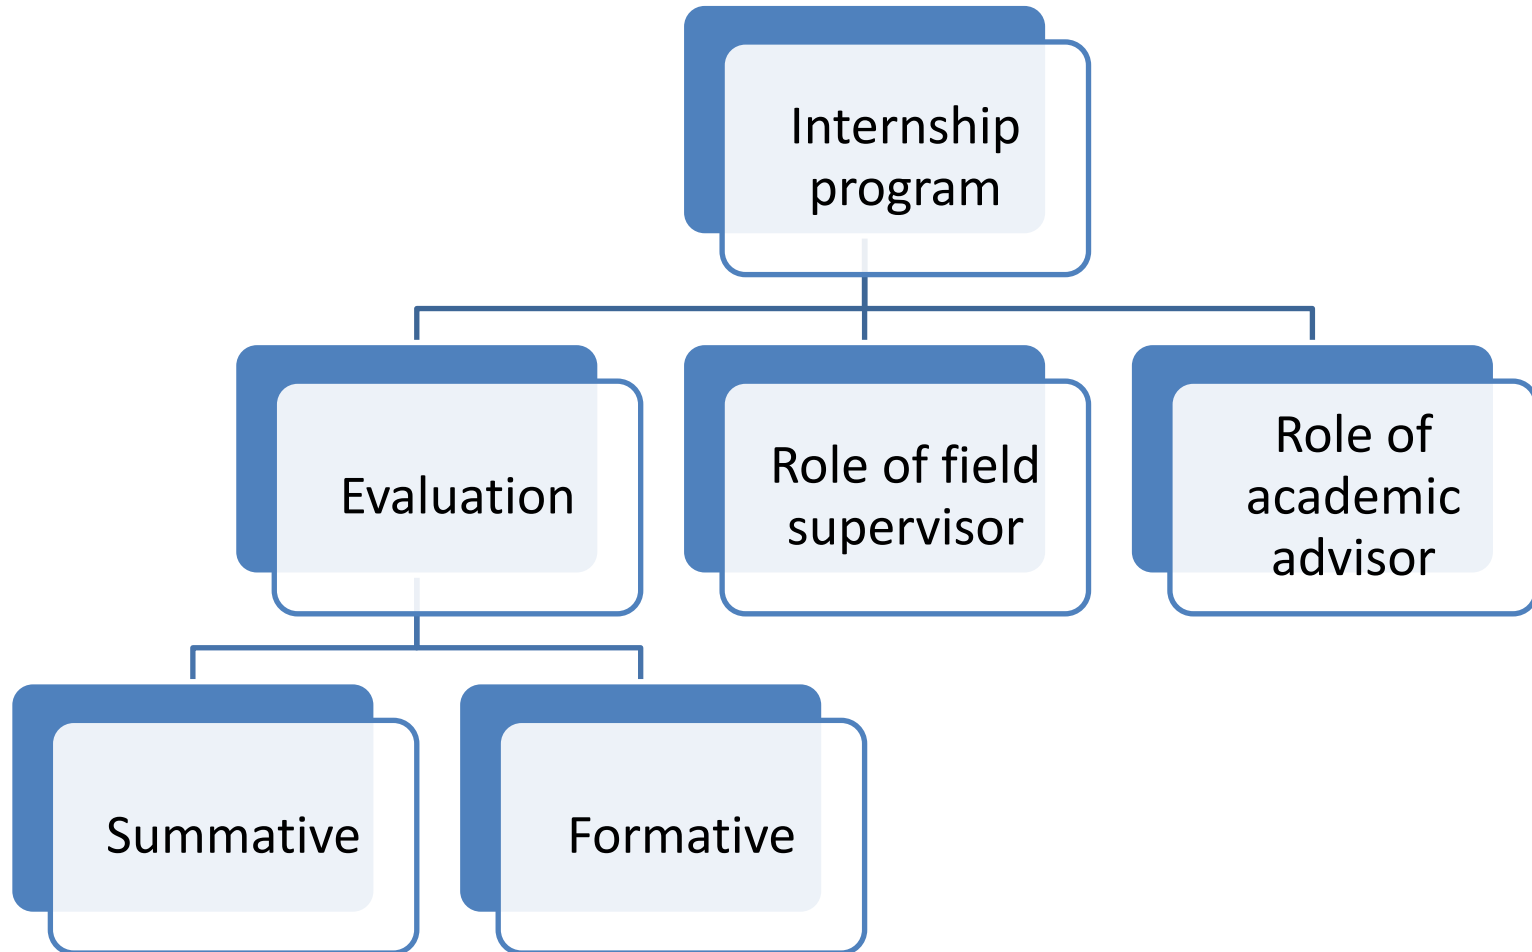 Internship
program
Evaluation
Role of field
supervisor
Role of
academic
advisor
Summative
Formative